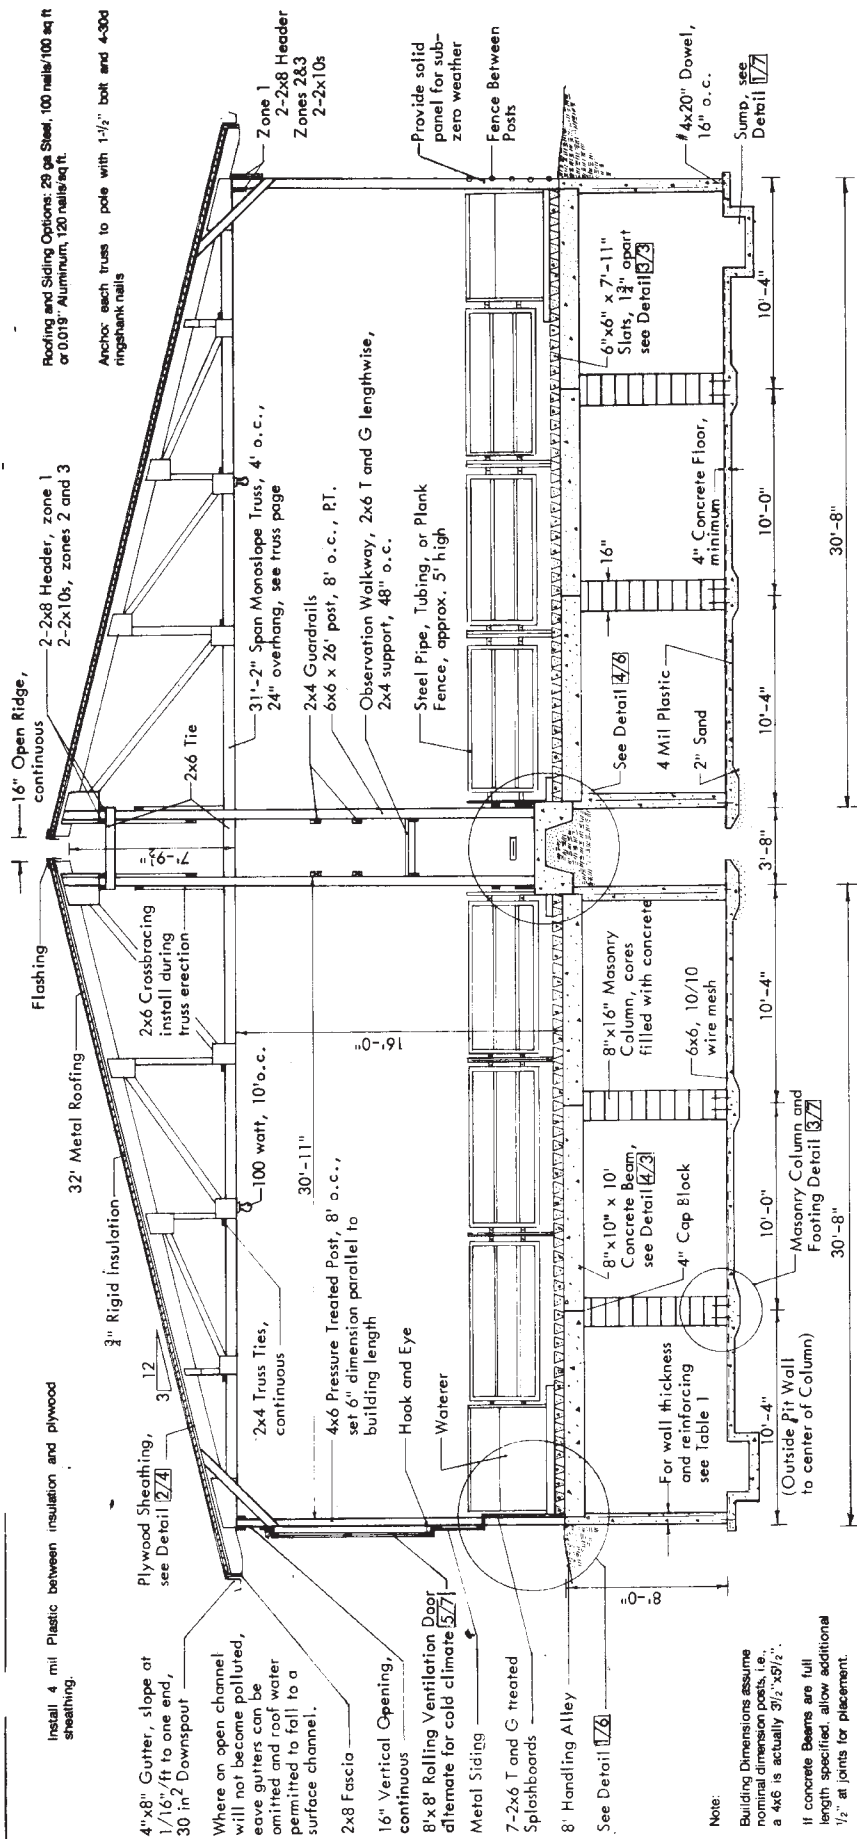 Install 4 mil Plastic between insulation and plywood
sheathing.
Roofing and Siding Options: 29 ga Steel, 100 nails/100 sq ft
or 0.019" Aluminum, 120 nails/sq ft.
Anchor each truss to pole with 1-1/2" bolt and 4-30d
ringshank nails
4"x8" Gutter, slope at
1/16"/ft to one end,
30 in² Downspout
Where an open channel
will not become polluted,
eave gutters can be
omitted and roof water
permitted to fall to a
surface channel.
2x8 Fascia
16" Vertical Opening,
continuous
8'x8' Rolling Ventilation Door
alternate for cold climate 5/7
Metal Siding
7-2x6 T and G treated
Splashboards
8' Handling Alley
See Detail 1/6
Note:
Building Dimensions assume
nominal dimension posts, i.e.,
a 4x6 is actually 3½"x5½".
If concrete Beams are full
length specified, allow additional
½" at joints for placement.
Plywood Sheathing,
see Detail 2/4
3
12
¾" Rigid Insulation
32' Metal Roofing
Flashing
16" Open Ridge,
continuous
2-2x8 Header, zone 1
2-2x10s, zones 2 and 3
Zone 1
2-2x8 Header
Zones 2&3
2-2x10s
2x4 Truss Ties,
continuous
100 watt, 10'o.c.
2x6 Crossbracing
install during
truss erection
7'-9½"
2x6 Tie
31'-2" Span Monoslope Truss, 4' o.c.,
24" overhang, see truss page
30'-11"
4x6 Pressure Treated Post, 8' o.c.,
set 6" dimension parallel to
building length
Hook and Eye
Waterer
16'-0"
2x4 Guardrails
6x6 x 26' post, 8' o.c., P.T.
Observation Walkway, 2x6 T and G lengthwise,
2x4 support, 48" o.c.
Steel Pipe, Tubing, or Plank
Fence, approx. 5' high
Provide solid
panel for sub-
zero weather
Fence Between
Posts
8'-0"
For wall thickness
and reinforcing
see Table 1
8"x10" x 10'
Concrete Beam,
see Detail 4/3
4" Cap Block
8"x16" Masonry
Column, cores
filled with concrete
6x6, 10/10
wire mesh
See Detail 4/6
4 Mil Plastic
2" Sand
16"
4" Concrete Floor,
minimum
6"x6" x 7'-11"
Slats, 1¾" apart
see Detail 3/3
#4x20" Dowel,
16" o.c.
Sump, see
Detail 1/7
10'-4"
10'-0"
10'-4"
3'-8"
10'-4"
10'-0"
10'-4"
(Outside Pit Wall
to center of Column)
Masonry Column and
Footing Detail 3/7
30'-8"
30'-8"